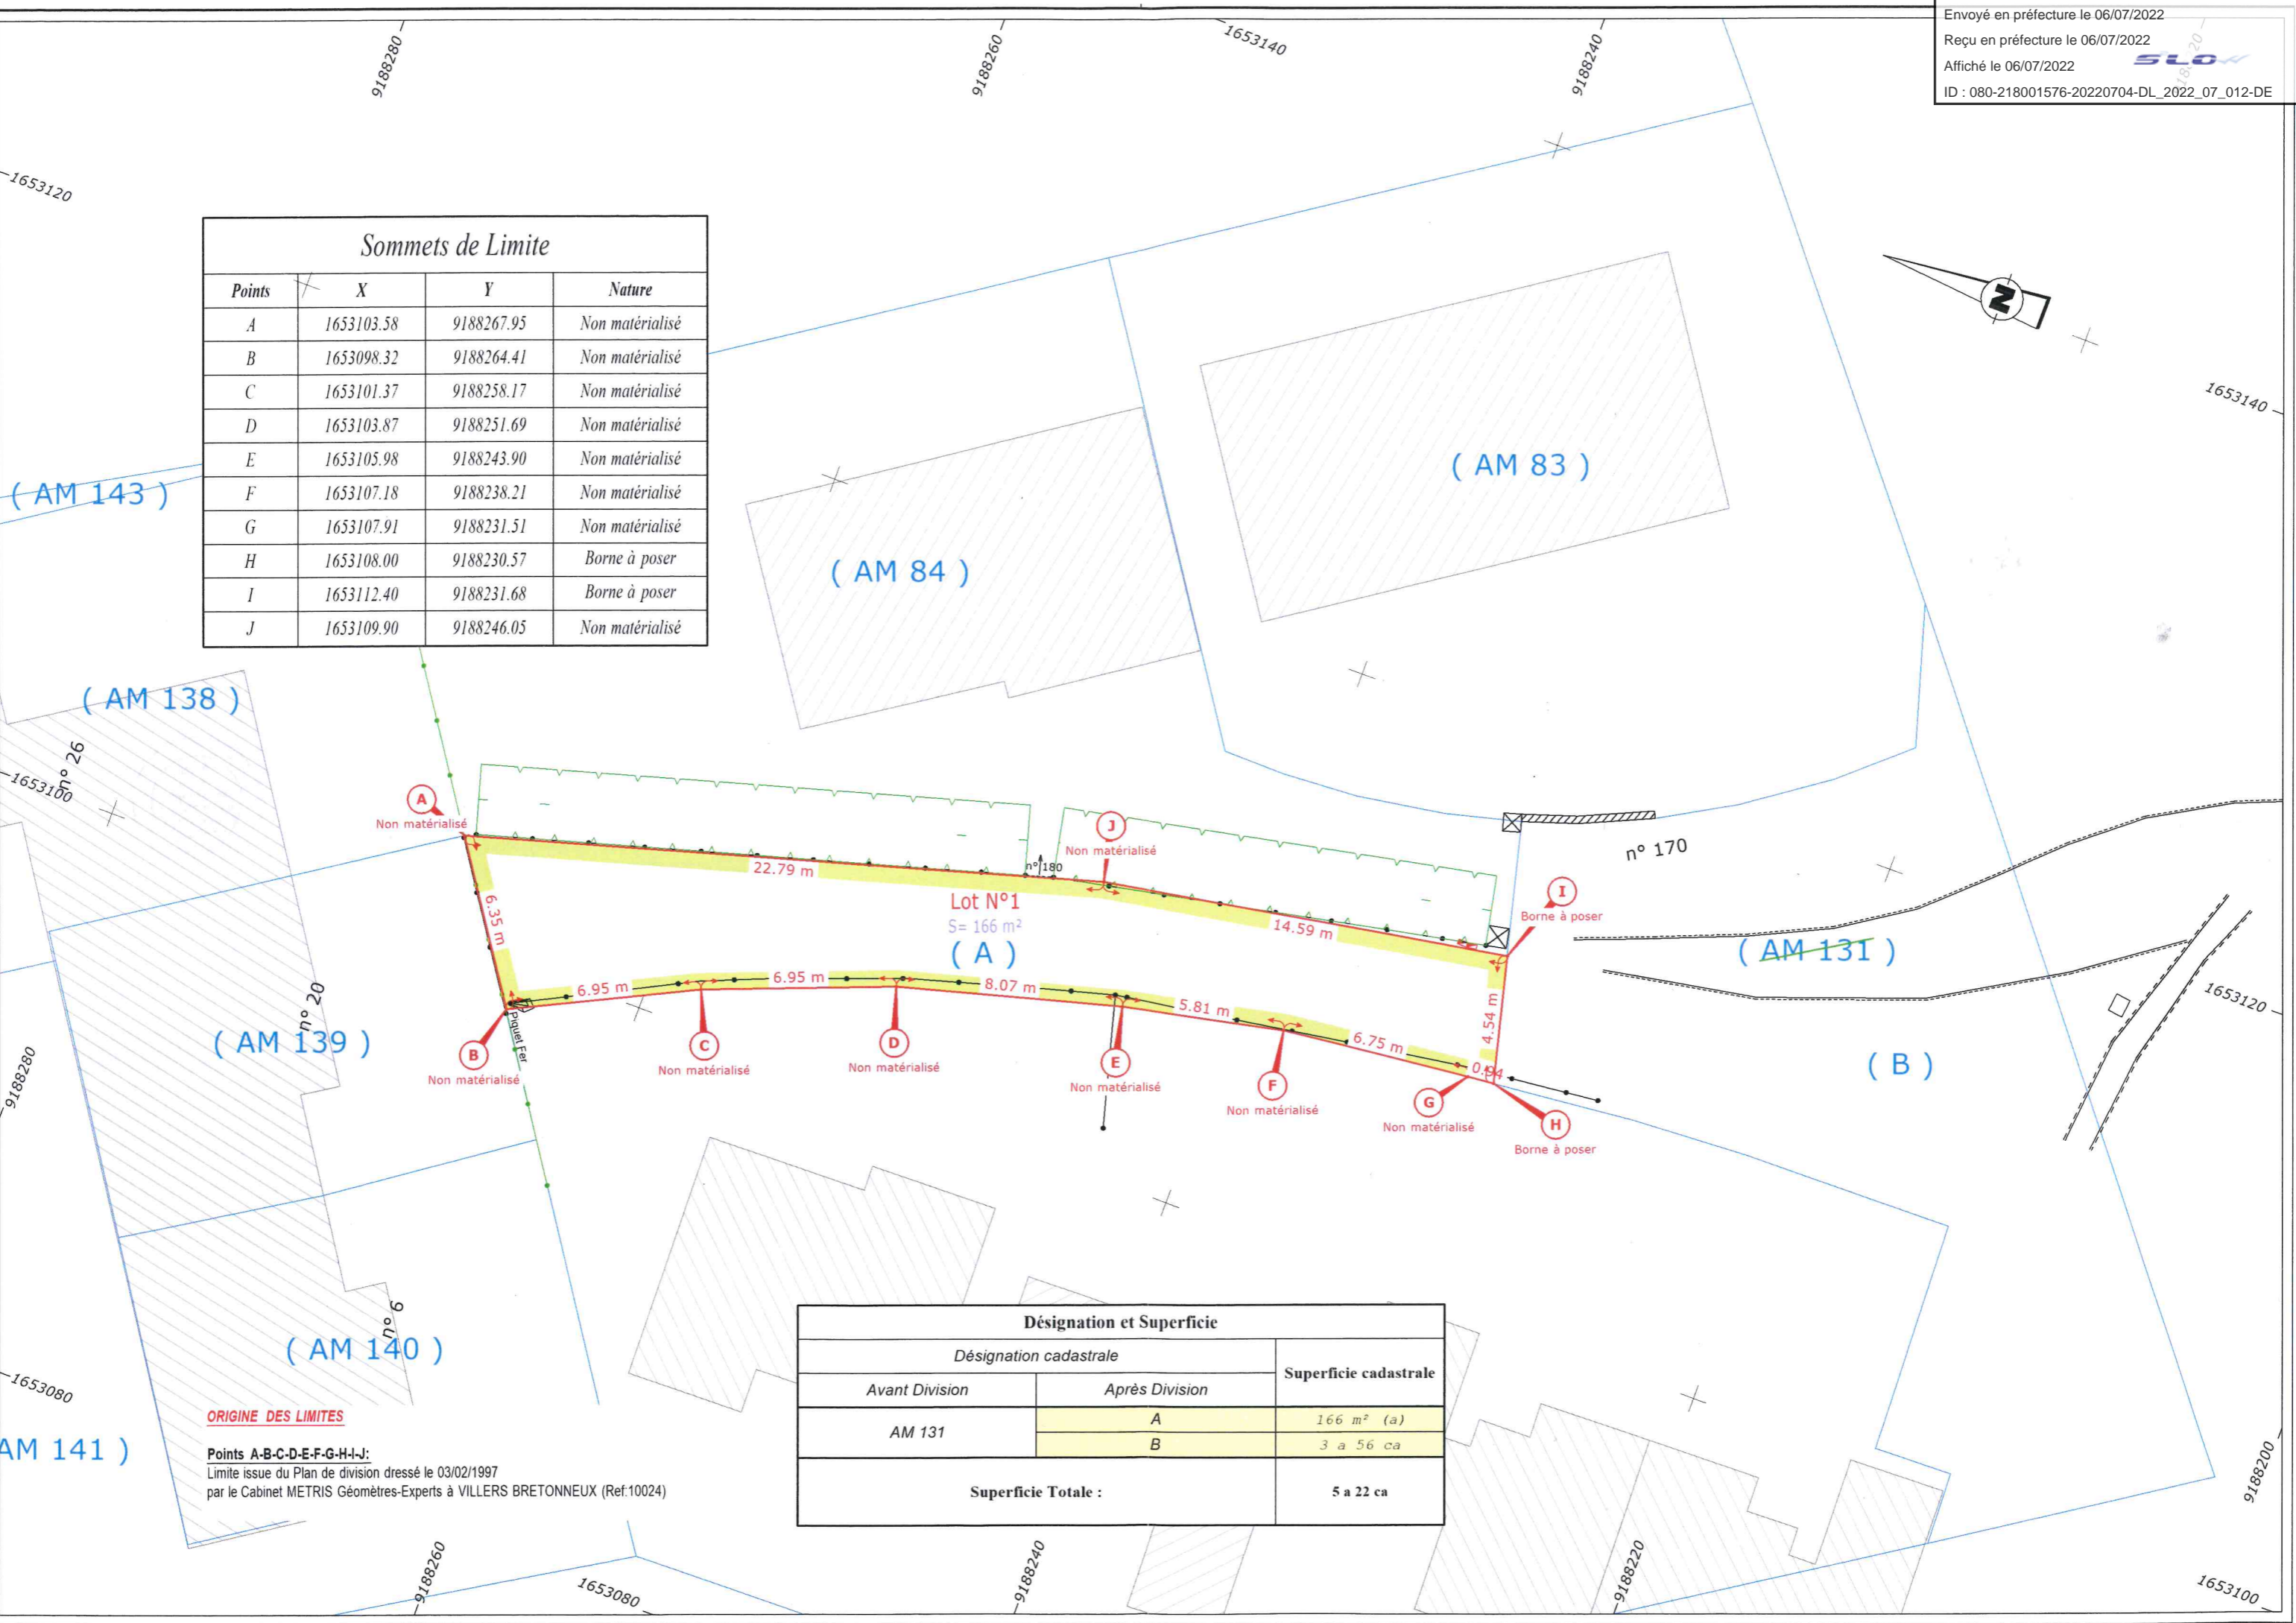 Envoyé en préfecture le 06/07/2022
Reçu en préfecture le 06/07/2022
Affiché le 06/07/2022
SLOW
ID : 080-218001576-20220704-DL_2022_07_012-DE
9188280
9188260
1653140
9188240
1653120
1653140
Sommets de Limite
Points X Y Nature
A 1653103.58 9188267.95 Non matérialisé
B 1653098.32 9188264.41 Non matérialisé
C 1653101.37 9188258.17 Non matérialisé
D 1653103.87 9188251.69 Non matérialisé
E 1653105.98 9188243.90 Non matérialisé
F 1653107.18 9188238.21 Non matérialisé
G 1653107.91 9188231.51 Non matérialisé
H 1653108.00 9188230.57 Borne à poser
I 1653112.40 9188231.68 Borne à poser
J 1653109.90 9188246.05 Non matérialisé
N
( AM 143 )
( AM 83 )
( AM 84 )
( AM 138 )
n° 26
1653100
A
Non matérialisé
J
Non matérialisé
n° 180
22.79 m
n° 170
I
Borne à poser
6.35 m
Lot N°1
S= 166 m²
( A )
14.59 m
( AM 131 )
6.95 m
6.95 m
8.07 m
5.81 m
6.75 m
0.94
4.54 m
1653120
n° 20
( AM 139 )
Piquet Fer
B
Non matérialisé
C
Non matérialisé
D
Non matérialisé
E
Non matérialisé
F
Non matérialisé
G
Non matérialisé
H
Borne à poser
( B )
9188280
n° 6
( AM 140 )
1653080
Désignation et Superficie
Désignation cadastrale
Superficie cadastrale
Avant Division Après Division
AM 131
A 166 m² (a)
B 3 a 56 ca
Superficie Totale : 5 a 22 ca
ORIGINE DES LIMITES
AM 141 )
Points A-B-C-D-E-F-G-H-I-J:
Limite issue du Plan de division dressé le 03/02/1997
par le Cabinet METRIS Géomètres-Experts à VILLERS BRETONNEUX (Ref:10024)
9188200
9188260
1653080
9188240
9188220
1653100